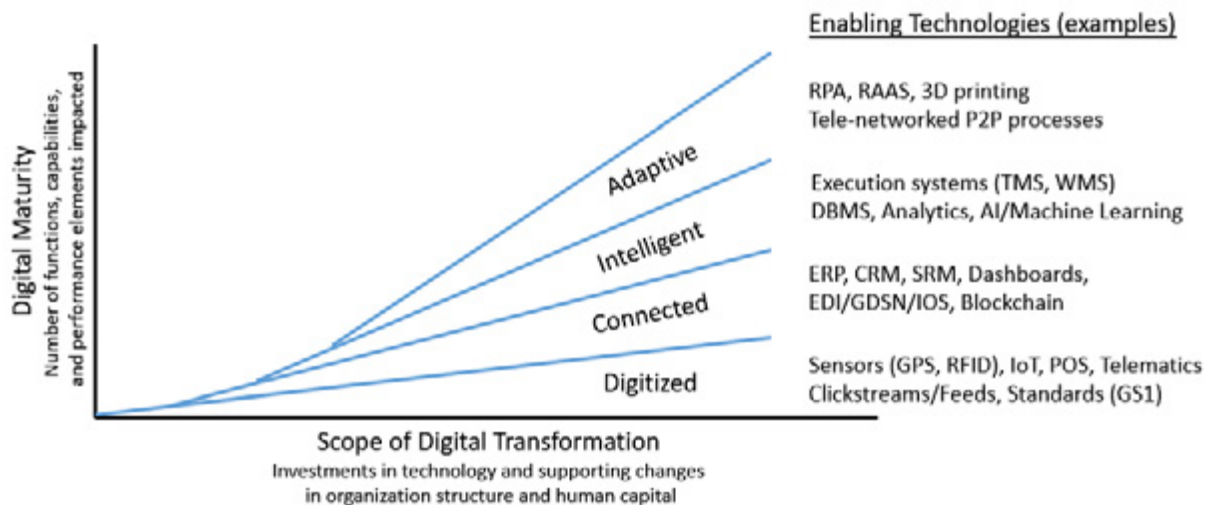 Enabling Technologies (examples)
RPA, RAAS, 3D printing
Tele-networked P2P processes
Execution systems (TMS, WMS)
DBMS, Analytics, AI/Machine Learning
ERP, CRM, SRM, Dashboards,
EDI/GDSN/IOS, Blockchain
Sensors (GPS, RFID), IoT, POS, Telematics
Clickstreams/Feeds, Standards (GS1)
Digital Maturity
Number of functions, capabilities,
and performance elements impacted
Adaptive
Intelligent
Connected
Digitized
Scope of Digital Transformation
Investments in technology and supporting changes
in organization structure and human capital